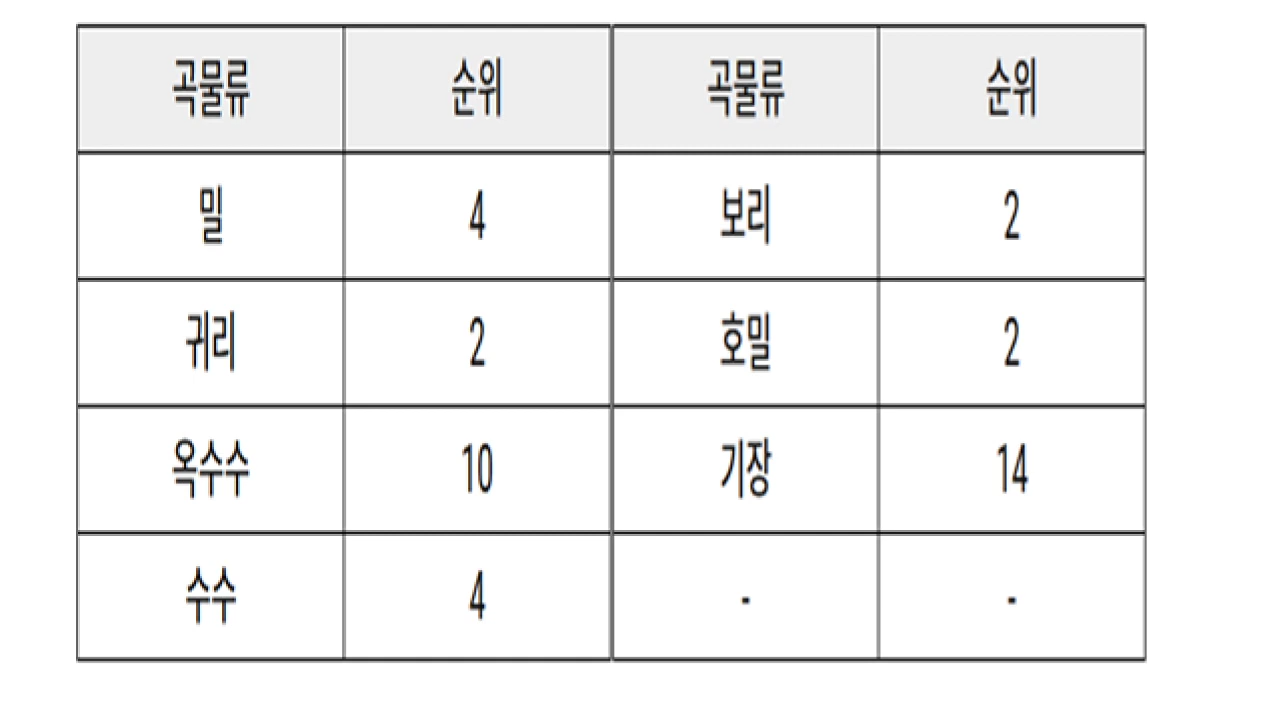 곡물류 순위 곡물류 순위
밀 4 보리 2
귀리 2 호밀 2
옥수수 10 기장 14
수수 4 - -